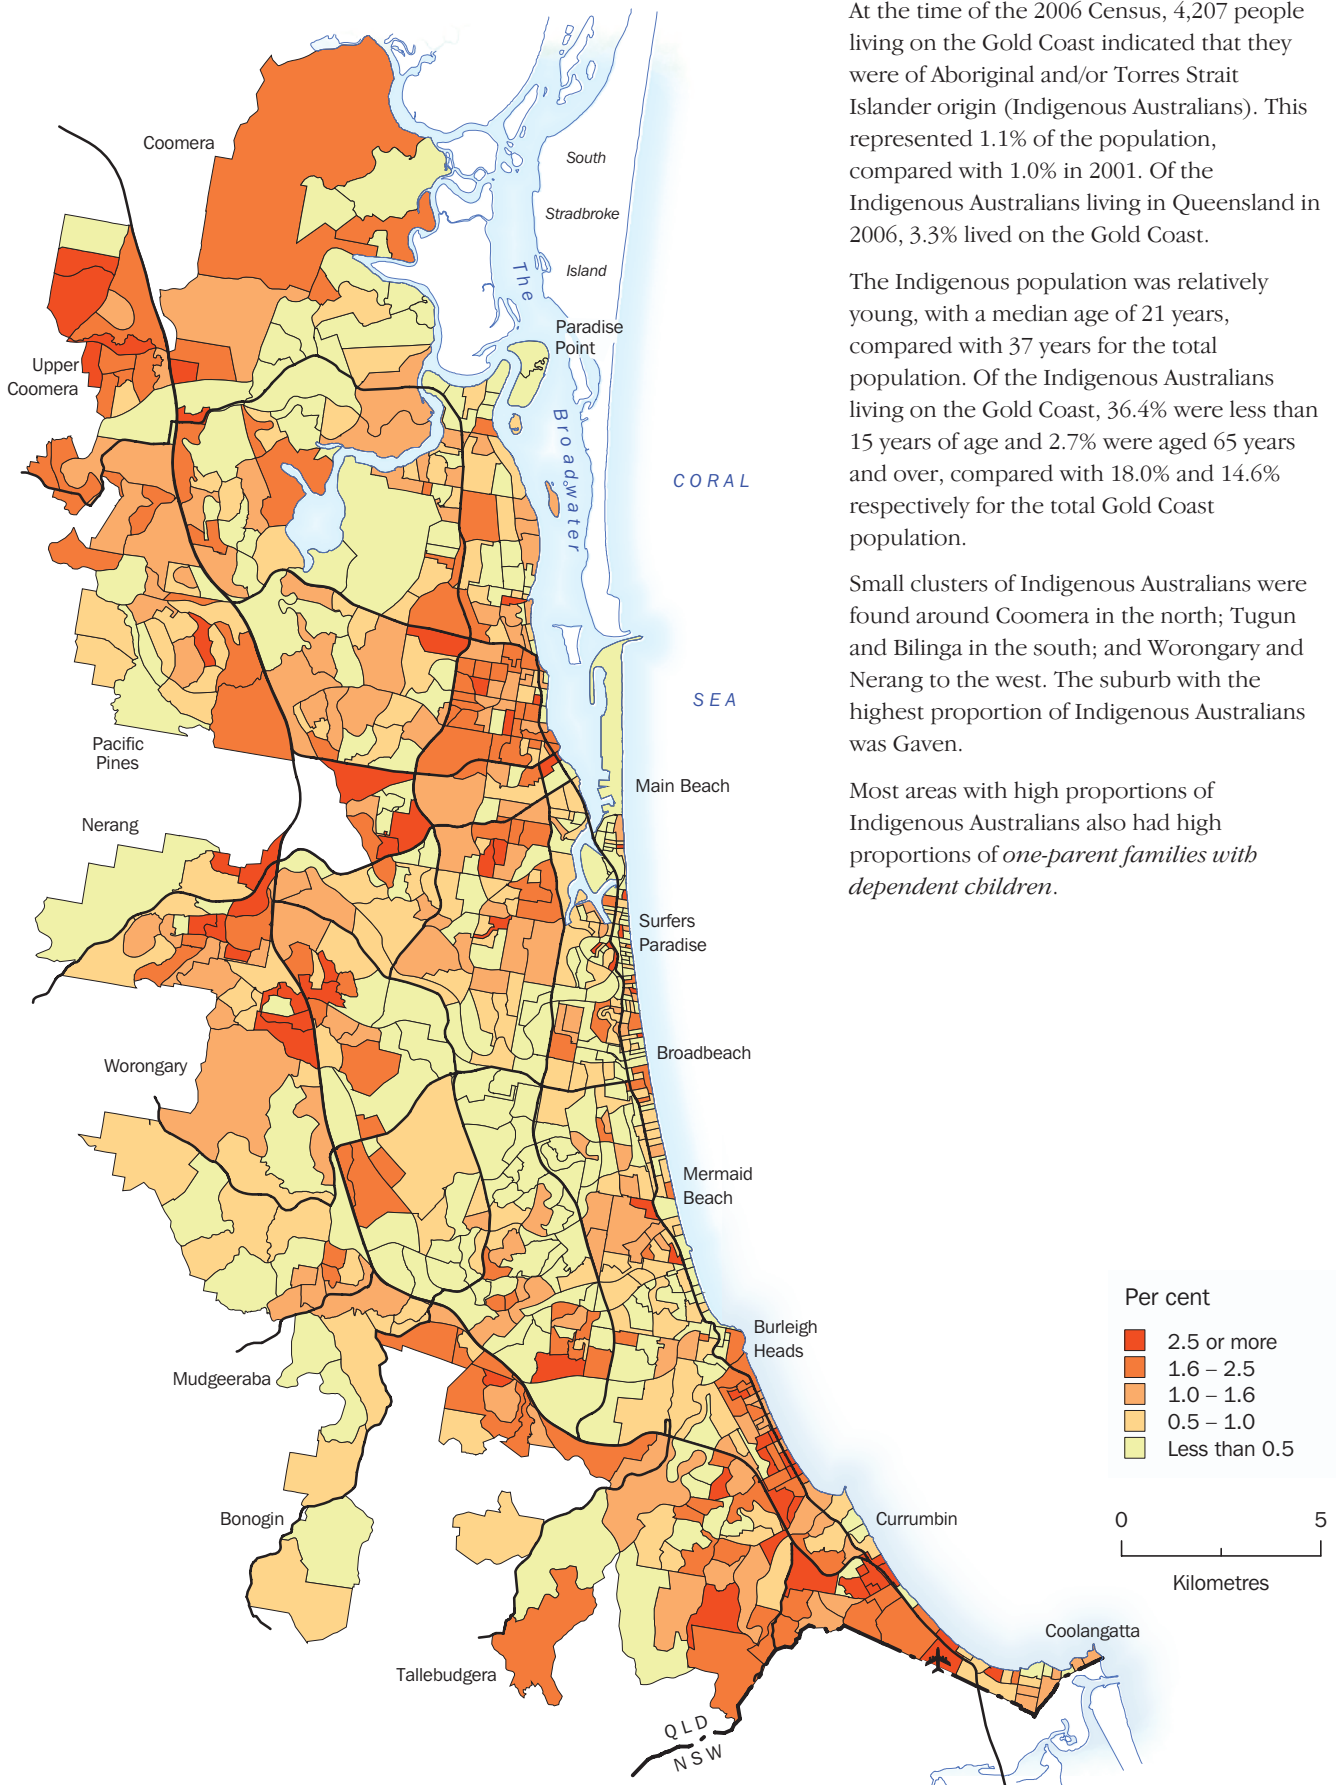 At the time of the 2006 Census, 4,207 people
living on the Gold Coast indicated that they
were of Aboriginal and/or Torres Strait
Islander origin (Indigenous Australians). This
represented 1.1% of the population,
compared with 1.0% in 2001. Of the
Indigenous Australians living in Queensland in
2006, 3.3% lived on the Gold Coast.
The Indigenous population was relatively
young, with a median age of 21 years,
compared with 37 years for the total
population. Of the Indigenous Australians
living on the Gold Coast, 36.4% were less than
15 years of age and 2.7% were aged 65 years
and over, compared with 18.0% and 14.6%
respectively for the total Gold Coast
population.
Small clusters of Indigenous Australians were
found around Coomera in the north; Tugun
and Bilinga in the south; and Worongary and
Nerang to the west. The suburb with the
highest proportion of Indigenous Australians
was Gaven.
Most areas with high proportions of
Indigenous Australians also had high
proportions of one-parent families with
dependent children.
Coomera
South
Stradbroke
Island
The
Broadwater
Paradise
Point
Upper
Coomera
CORAL
SEA
Pacific
Pines
Main Beach
Nerang
Surfers
Paradise
Broadbeach
Worongary
Mermaid
Beach
Burleigh
Heads
Mudgeeraba
Bonogin
Currumbin
Coolangatta
Tallebudgera
QLD
NSW
Per cent
2.5 or more
1.6 – 2.5
1.0 – 1.6
0.5 – 1.0
Less than 0.5
0 5
Kilometres